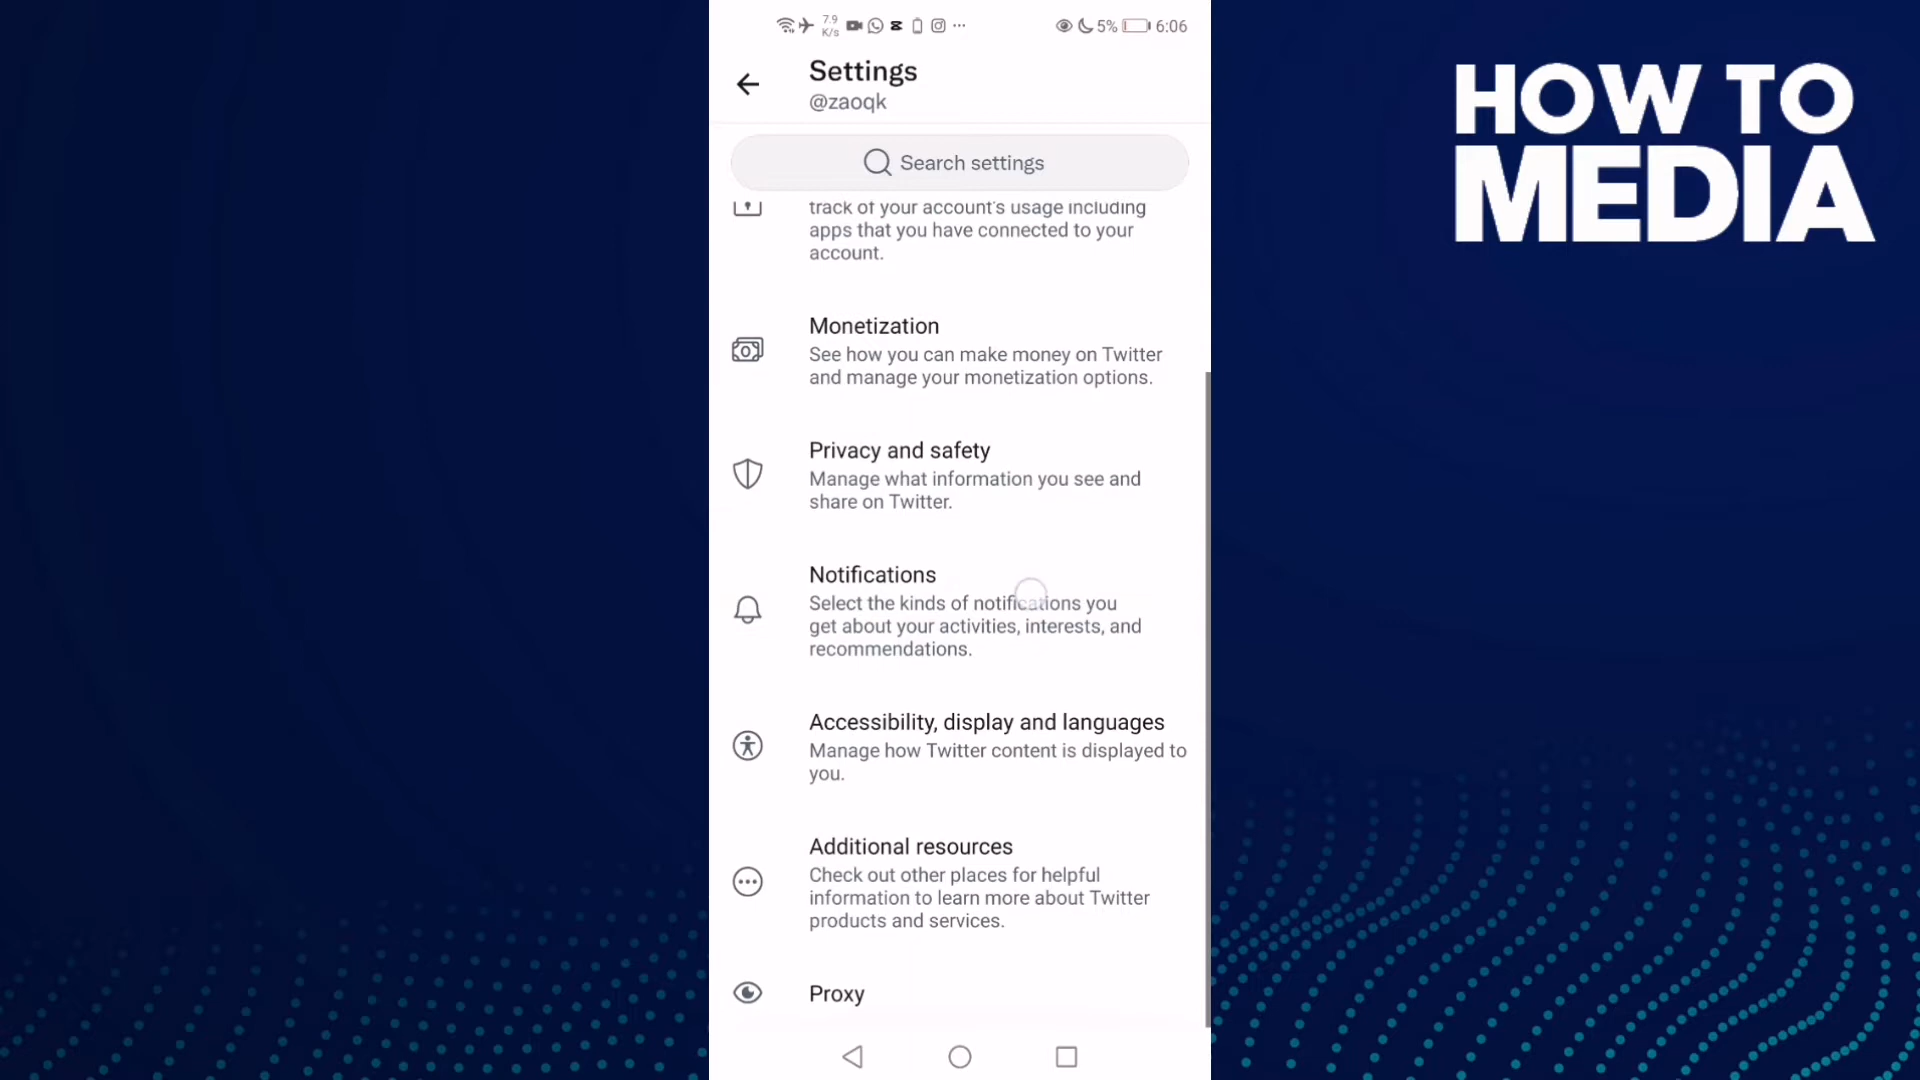 7.9
K/s
5%
6:06
Settings
@zaoqk
Search settings
track of your account's usage including
apps that you have connected to your
account.
Monetization
See how you can make money on Twitter
and manage your monetization options.
Privacy and safety
Manage what information you see and
share on Twitter.
Notifications
Select the kinds of notifications you
get about your activities, interests, and
recommendations.
Accessibility, display and languages
Manage how Twitter content is displayed to
you.
Additional resources
Check out other places for helpful
information to learn more about Twitter
products and services.
Proxy
HOW TO
MEDIA